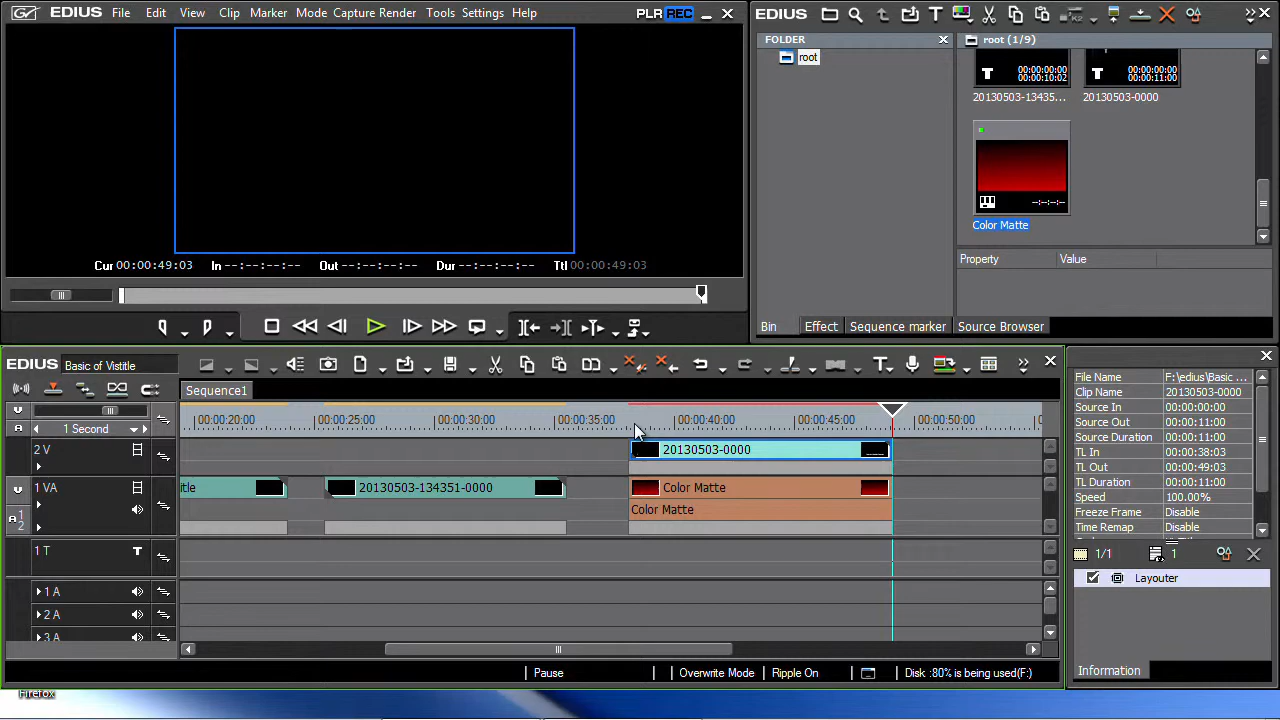 EDIUS File Edit View Clip Marker Mode Capture Render Tools Settings Help PLR REC
Cur 00:00:49:03 In --:--:--:-- Out --:--:--:-- Dur --:--:--:-- Ttl 00:00:49:03
EDIUS
FOLDER
root
root (1/9)
00:00:00:00
00:00:10:02
20130503-13435...
00:00:00:00
00:00:11:00
20130503-0000
--:--:--:--
Color Matte
Property Value
Bin Effect Sequence marker Source Browser
EDIUS Basic of Vistitle
Sequence1
1 Second
00:00:20:00 00:00:25:00 00:00:30:00 00:00:35:00 00:00:40:00 00:00:45:00 00:00:50:00
2 V
20130503-0000
1 VA
title 20130503-134351-0000 Color Matte
Color Matte
A 1
2
1 T
1 A
2 A
3 A
File Name F:\edius\Basic ...
Clip Name 20130503-0000
Source In 00:00:00:00
Source Out 00:00:11:00
Source Duration 00:00:11:00
TL In 00:00:38:03
TL Out 00:00:49:03
TL Duration 00:00:11:00
Speed 100.00%
Freeze Frame Disable
Time Remap Disable
1/1 1
Layouter
Information
Pause Overwrite Mode Ripple On Disk :80% is being used(F:)
Firefox